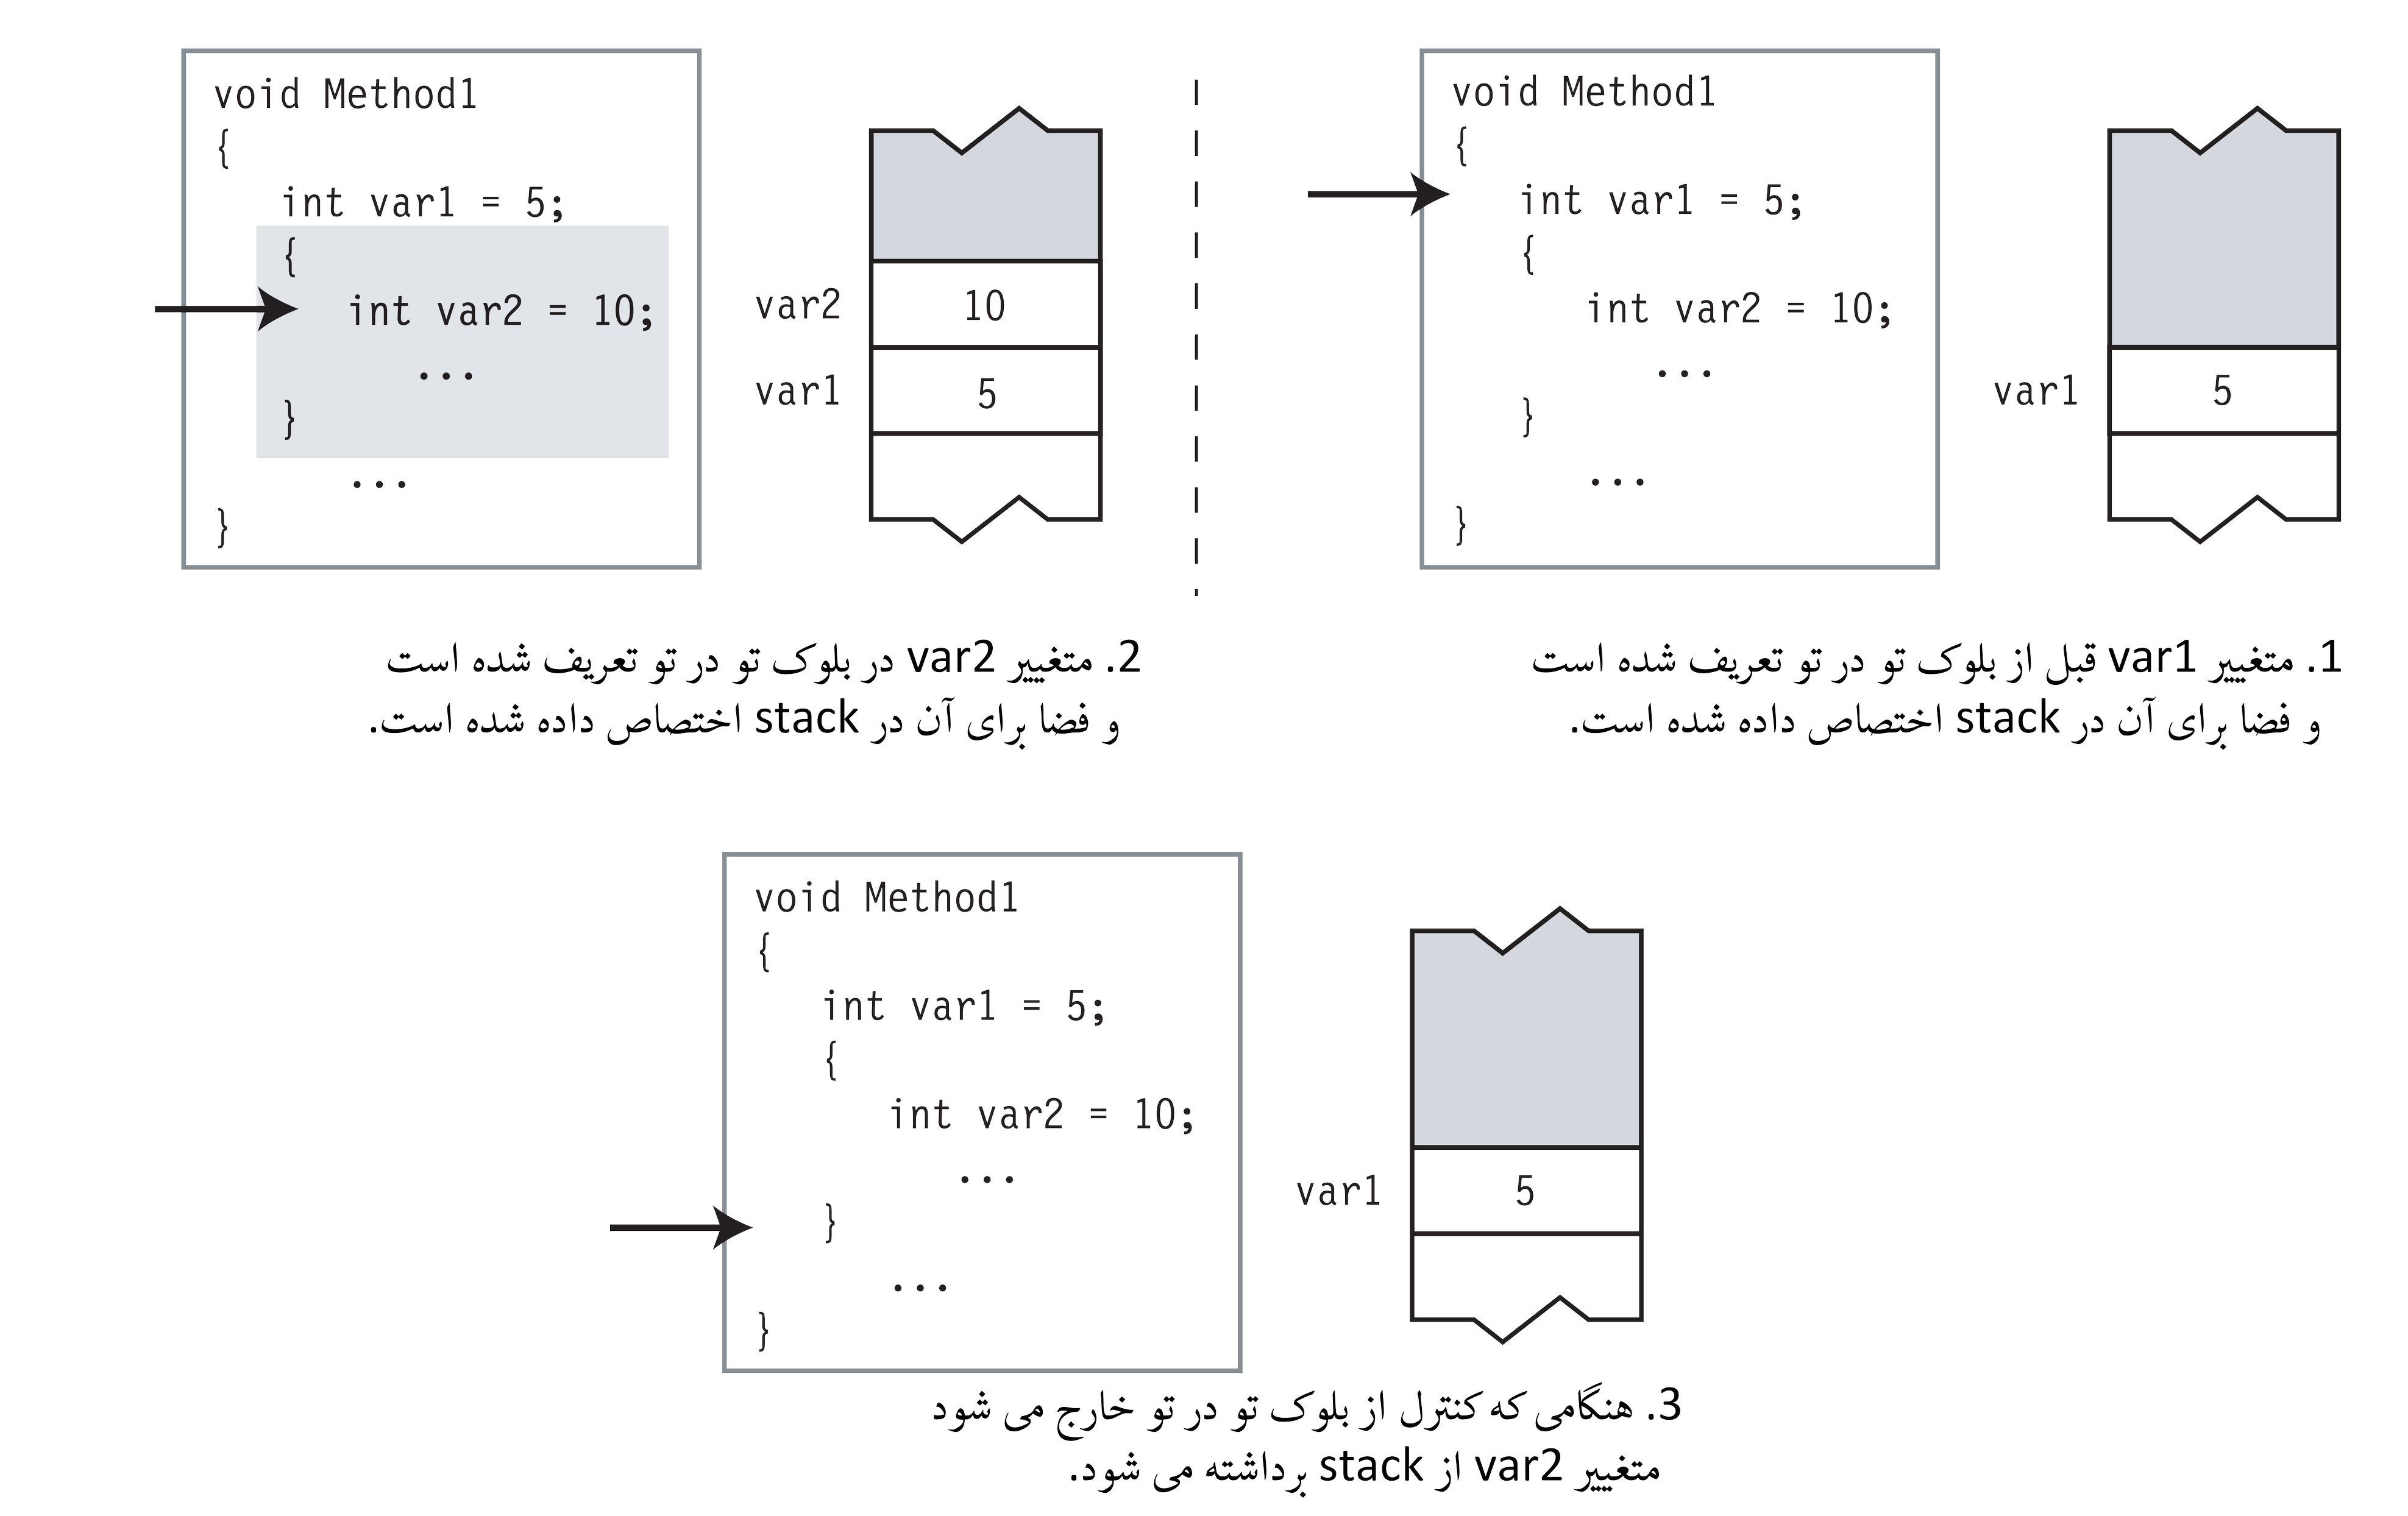 void Method1
{
int var1 = 5;
{
int var2 = 10;
...
}
...
}
var1
5
1. متغییر var1 قبل از بلوک تو در تو تعریف شده است
و فضا برای آن در stack اختصاص داده شده است.
void Method1
{
int var1 = 5;
{
int var2 = 10;
...
}
...
}
var2
10
var1
5
2. متغییر var2 در بلوک تو در تو تعریف شده است
و فضا برای آن در stack اختصاص داده شده است.
void Method1
{
int var1 = 5;
{
int var2 = 10;
...
}
...
}
var1
5
3. هنگامی که کنترل از بلوک تو در تو خارج می شود
متغییر var2 از stack برداشته می شود.